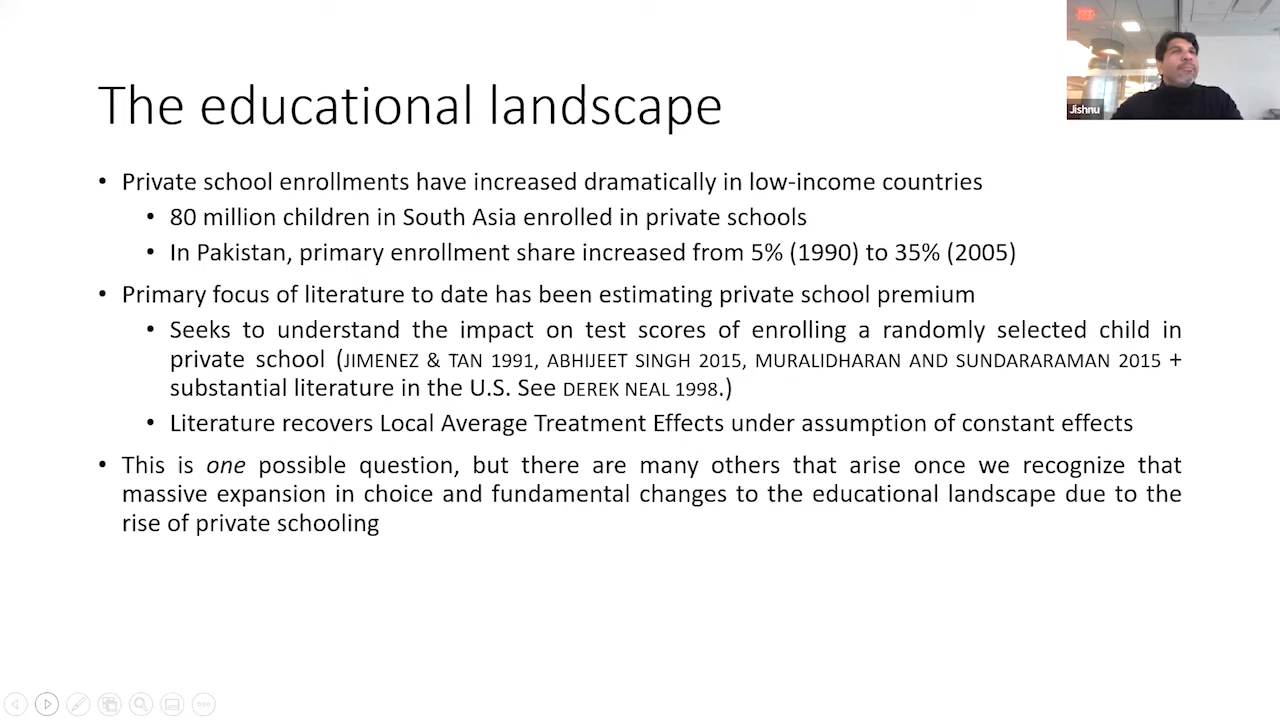 The educational landscape
EXIT
Jishnu
• Private school enrollments have increased dramatically in low-income countries
• 80 million children in South Asia enrolled in private schools
• In Pakistan, primary enrollment share increased from 5% (1990) to 35% (2005)
• Primary focus of literature to date has been estimating private school premium
• Seeks to understand the impact on test scores of enrolling a randomly selected child in
private school (JIMENEZ & TAN 1991, ABHIJEET SINGH 2015, MURALIDHARAN AND SUNDARARAMAN 2015 +
substantial literature in the U.S. See DEREK NEAL 1998.)
• Literature recovers Local Average Treatment Effects under assumption of constant effects
• This is one possible question, but there are many others that arise once we recognize that
massive expansion in choice and fundamental changes to the educational landscape due to the
rise of private schooling